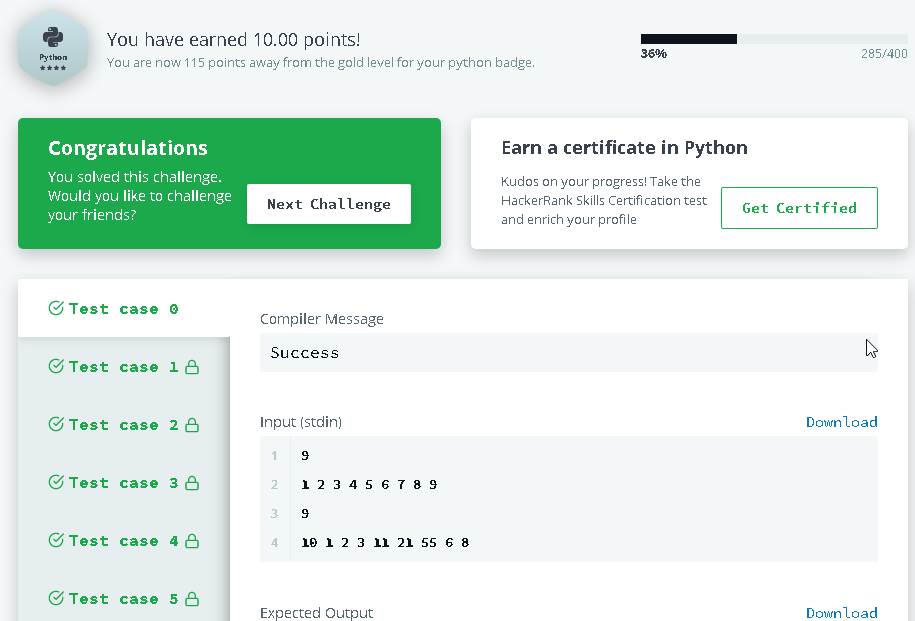 Python
You have earned 10.00 points!
You are now 115 points away from the gold level for your python badge.
36%
285/400
Congratulations
You solved this challenge.
Would you like to challenge
your friends?
Next Challenge
Earn a certificate in Python
Kudos on your progress! Take the
HackerRank Skills Certification test
and enrich your profile
Get Certified
Test case 0
Test case 1
Test case 2
Test case 3
Test case 4
Test case 5
Compiler Message
Success
Input (stdin)
Download
1 9
2 1 2 3 4 5 6 7 8 9
3 9
4 10 1 2 3 11 21 55 6 8
Expected Output
Download